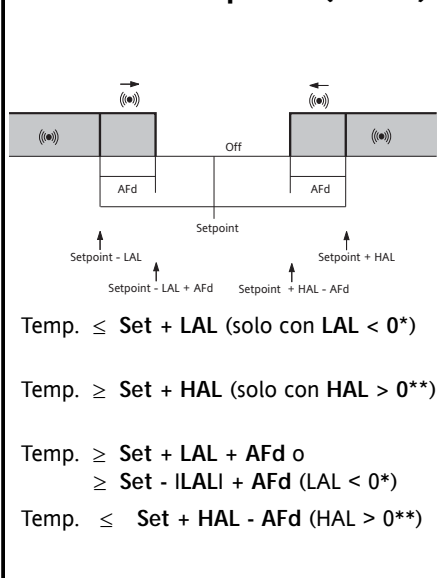 Off
AFd
AFd
Setpoint
Setpoint - LAL
Setpoint + HAL
Setpoint - LAL + AFd
Setpoint + HAL - AFd
Temp. ≤ Set + LAL (solo con LAL < 0*)
Temp. ≥ Set + HAL (solo con HAL > 0**)
Temp. ≥ Set + LAL + AFd o
≥ Set - ILALI + AFd (LAL < 0*)
Temp. ≤ Set + HAL - AFd (HAL > 0**)